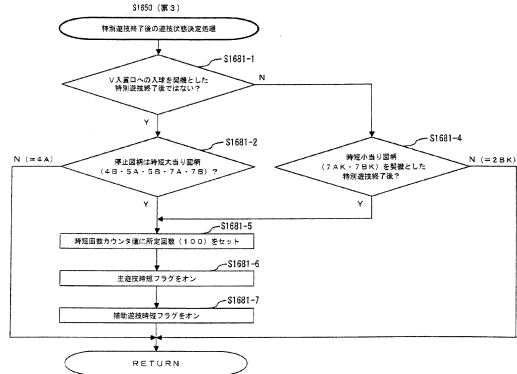 S1650(第3)
特別遊技終了後の遊技状態決定処理
S1681-1
V入賞口への入球を契機とした
特別遊技終了後ではない?
N
Y
S1681-2
N(=4A)
停止図柄は時短大当り図柄
(4B・5A・5B・7A・7B)?
Y
S1681-4
時短小当り図柄
(7AK・7BK)を契機とした
特別遊技終了後?
N(=2BK)
Y
S1681-5
時短回数カウンタ値に所定回数(100)をセット
S1681-6
主遊技時短フラグをオン
S1681-7
補助遊技時短フラグをオン
RETURN